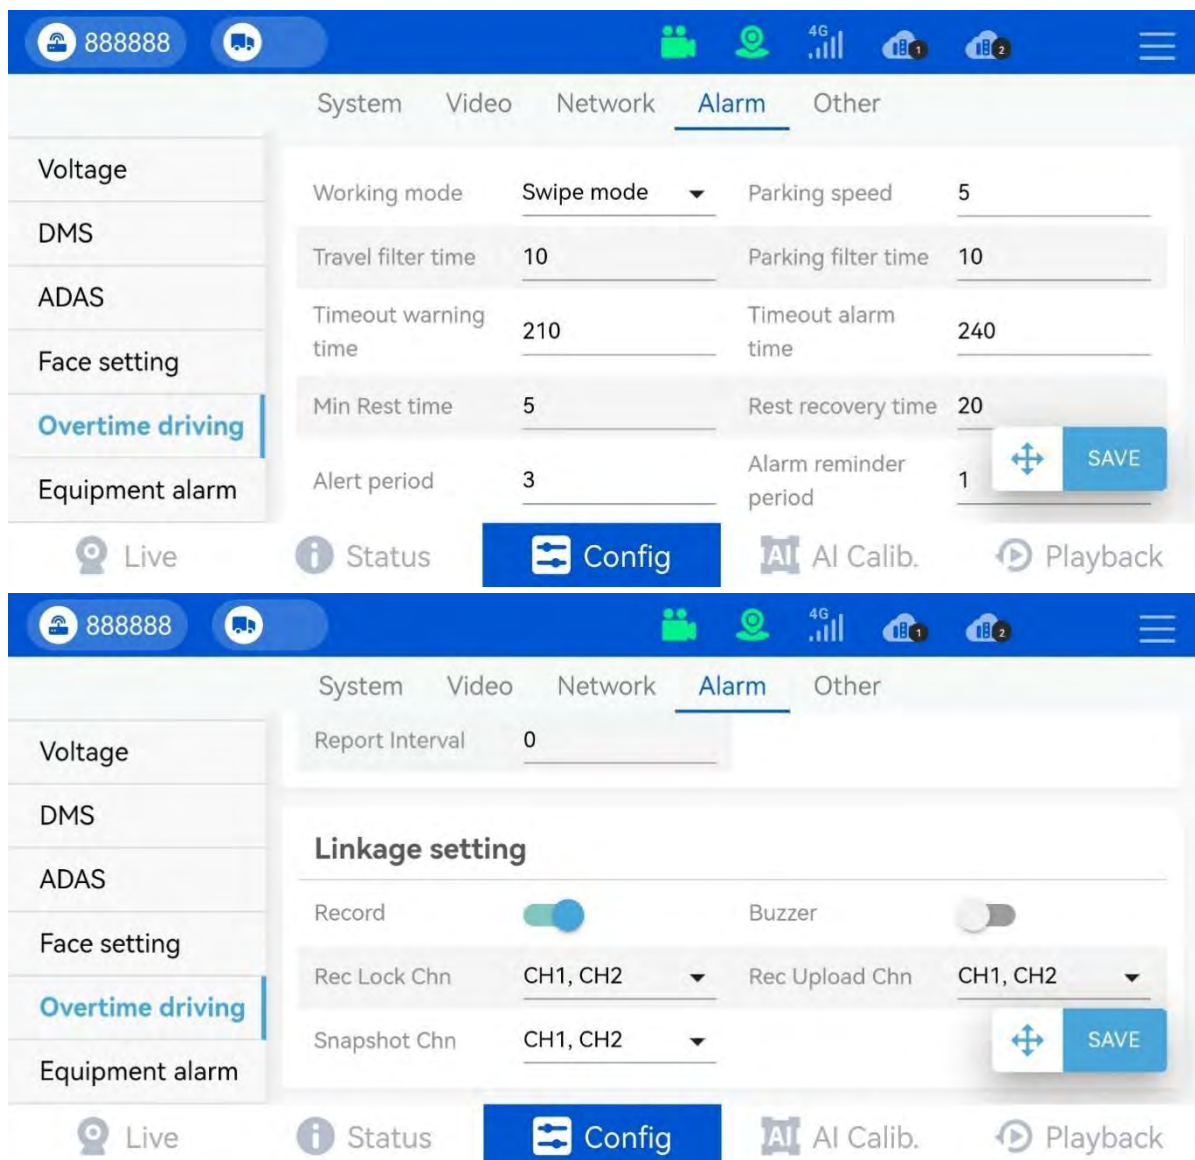 888888
4G
1
2
System Video Network Alarm Other
Voltage
DMS
ADAS
Face setting
Overtime driving
Equipment alarm
Working mode Swipe mode Parking speed 5
Travel filter time 10 Parking filter time 10
Timeout warning
time
210
Timeout alarm
time
240
Min Rest time 5 Rest recovery time 20
Alert period 3
Alarm reminder
period
1
SAVE
Live Status Config AI AI Calib. Playback
888888
4G
1
2
System Video Network Alarm Other
Voltage
DMS
ADAS
Face setting
Overtime driving
Equipment alarm
Report Interval 0
Linkage setting
Record Buzzer
Rec Lock Chn CH1, CH2 Rec Upload Chn CH1, CH2
Snapshot Chn CH1, CH2
SAVE
Live Status Config AI AI Calib. Playback